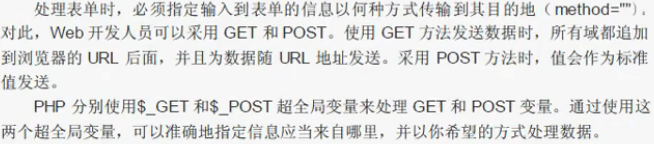 处理表单时，必须指定输入到表单的信息以何种方式传输到其目的地（method=""）。
对此，Web 开发人员可以采用 GET 和 POST。使用 GET 方法发送数据时，所有域都追加
到浏览器的 URL 后面，并且为数据随 URL 地址发送。采用 POST 方法时，值会作为标准
值发送。
PHP 分别使用$_GET 和$_POST 超全局变量来处理 GET 和 POST 变量。通过使用这
两个超全局变量，可以准确地指定信息应当来自哪里，并以你希望的方式处理数据。